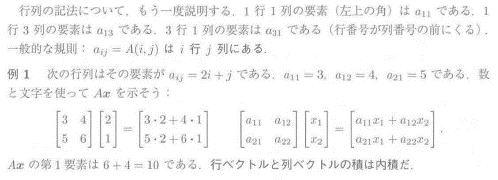 行列の記法について,もう一度説明する.1 行 1 列の要素(左上の角)は a₁₁ である.1
行 3 列の要素は a₁₃ である.3 行 1 列の要素は a₃₁ である(行番号が列番号の前にくる).
一般的な規則:aᵢⱼ = A(i, j) は i 行 j 列にある.
例 1 次の行列はその要素が aᵢⱼ = 2i + j である.a₁₁ = 3, a₁₂ = 4, a₂₁ = 5 である.数
と文字を使って Ax を示そう:
[3 4; 5 6] [2; 1] = [3・2 + 4・1; 5・2 + 6・1] [a₁₁ a₁₂; a₂₁ a₂₂] [x₁; x₂] = [a₁₁x₁ + a₁₂x₂; a₂₁x₁ + a₂₂x₂].
Ax の第 1 要素は 6 + 4 = 10 である.行ベクトルと列ベクトルの積は内積だ.